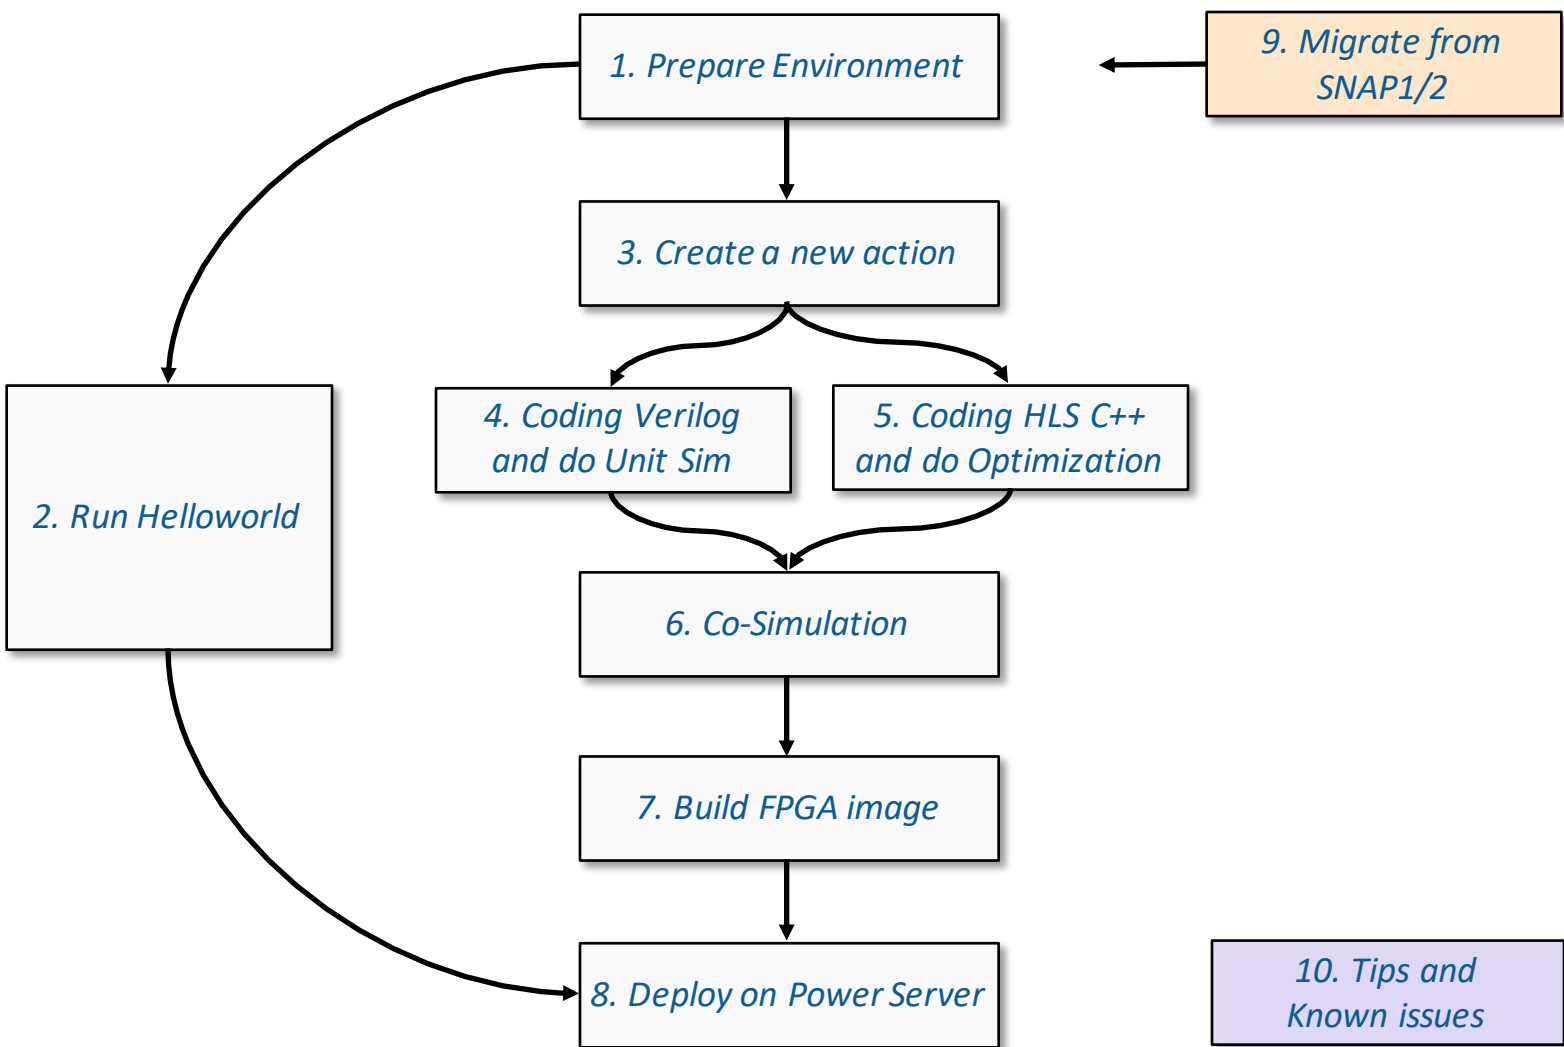 1. Prepare Environment
9. Migrate from
SNAP1/2
3. Create a new action
4. Coding Verilog
and do Unit Sim
5. Coding HLS C++
and do Optimization
2. Run Helloworld
6. Co-Simulation
7. Build FPGA image
8. Deploy on Power Server
10. Tips and
Known issues